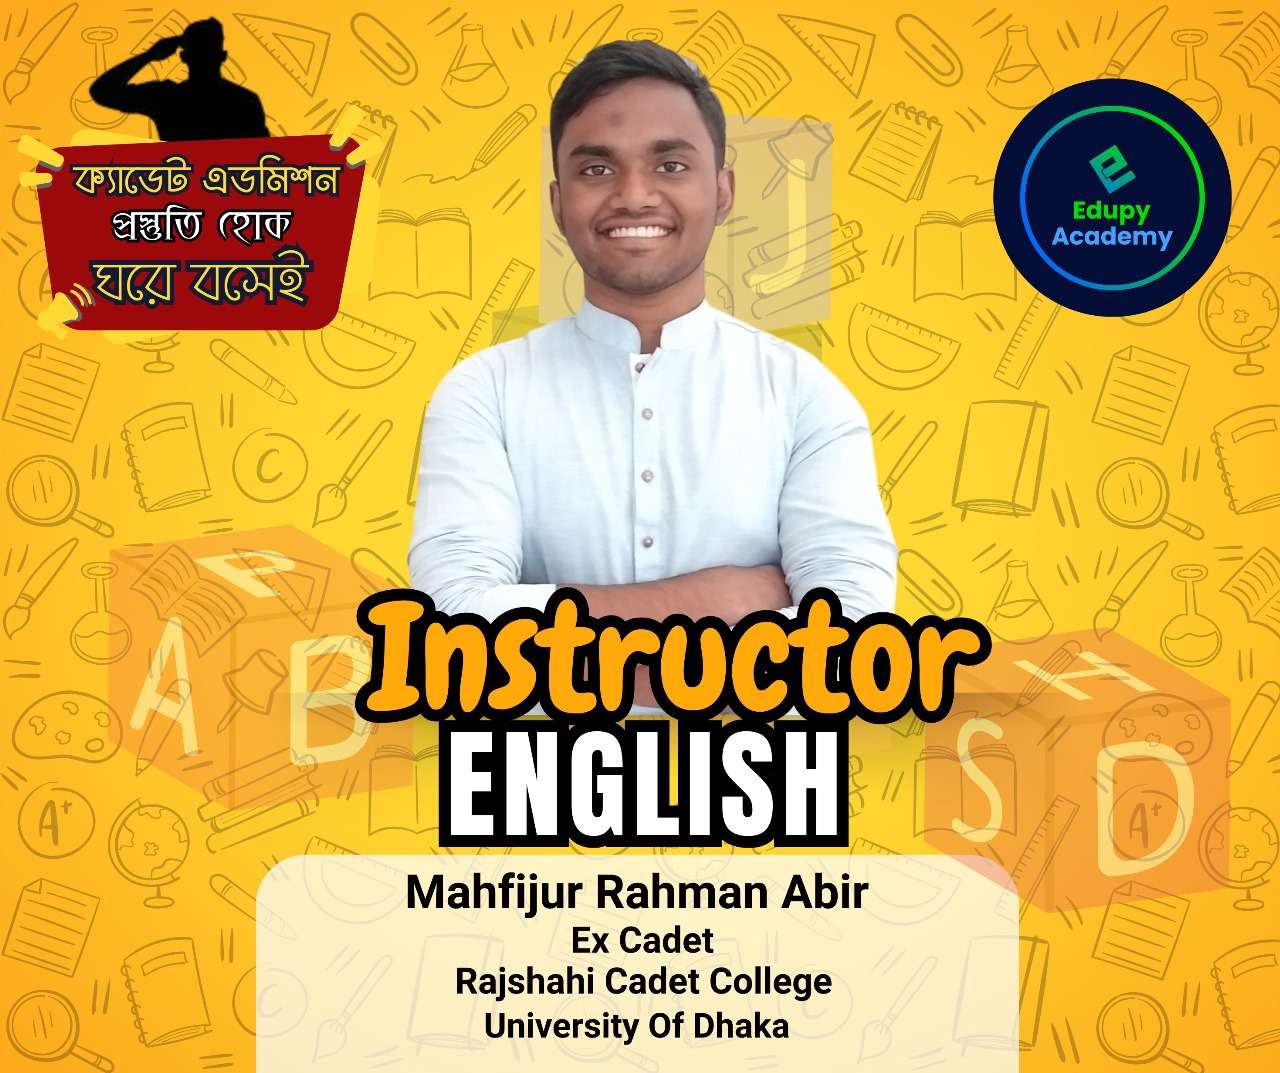 ক্যাডেট এডমিশন
প্রস্তুতি হোক
ঘরে বসেই
Edupy
Academy
J
P
A B
H
S D
C
A+
A+
Instructor
ENGLISH
Mahfijur Rahman Abir
Ex Cadet
Rajshahi Cadet College
University Of Dhaka